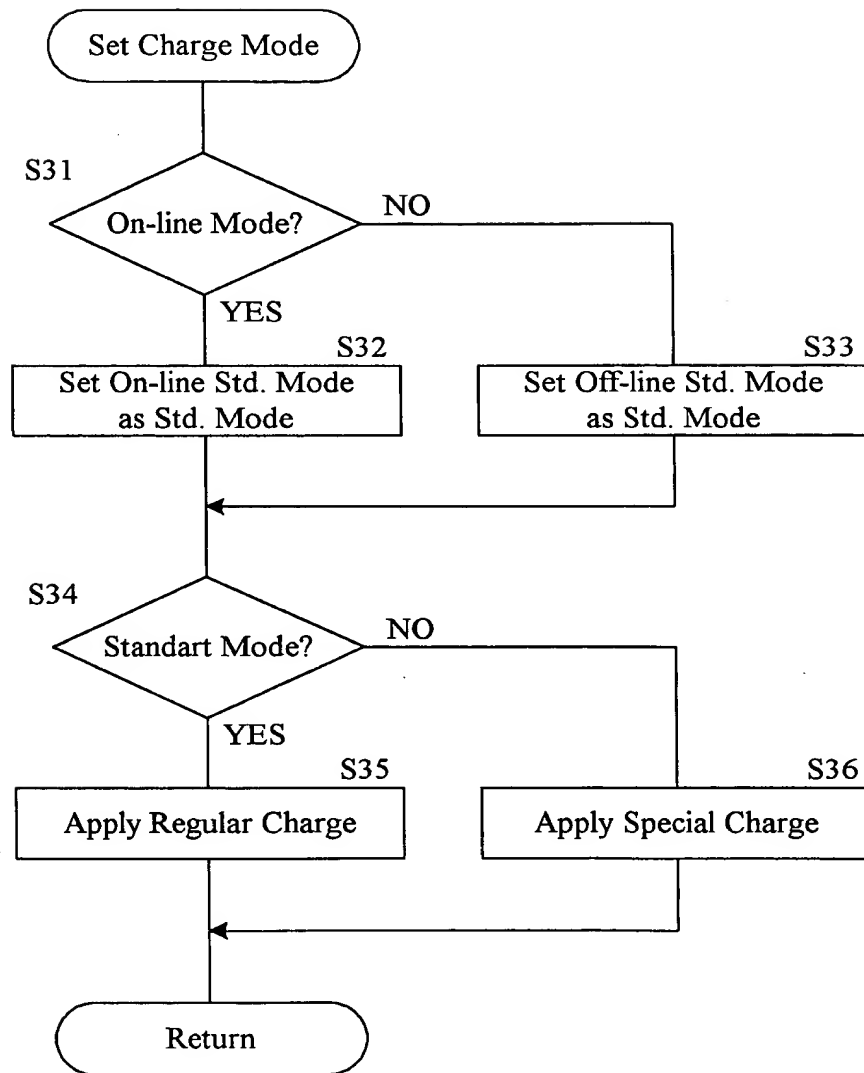 Set Charge Mode
S31
On-line Mode?
NO
YES
S32
Set On-line Std. Mode
as Std. Mode
S33
Set Off-line Std. Mode
as Std. Mode
S34
Standart Mode?
NO
YES
S35
Apply Regular Charge
S36
Apply Special Charge
Return